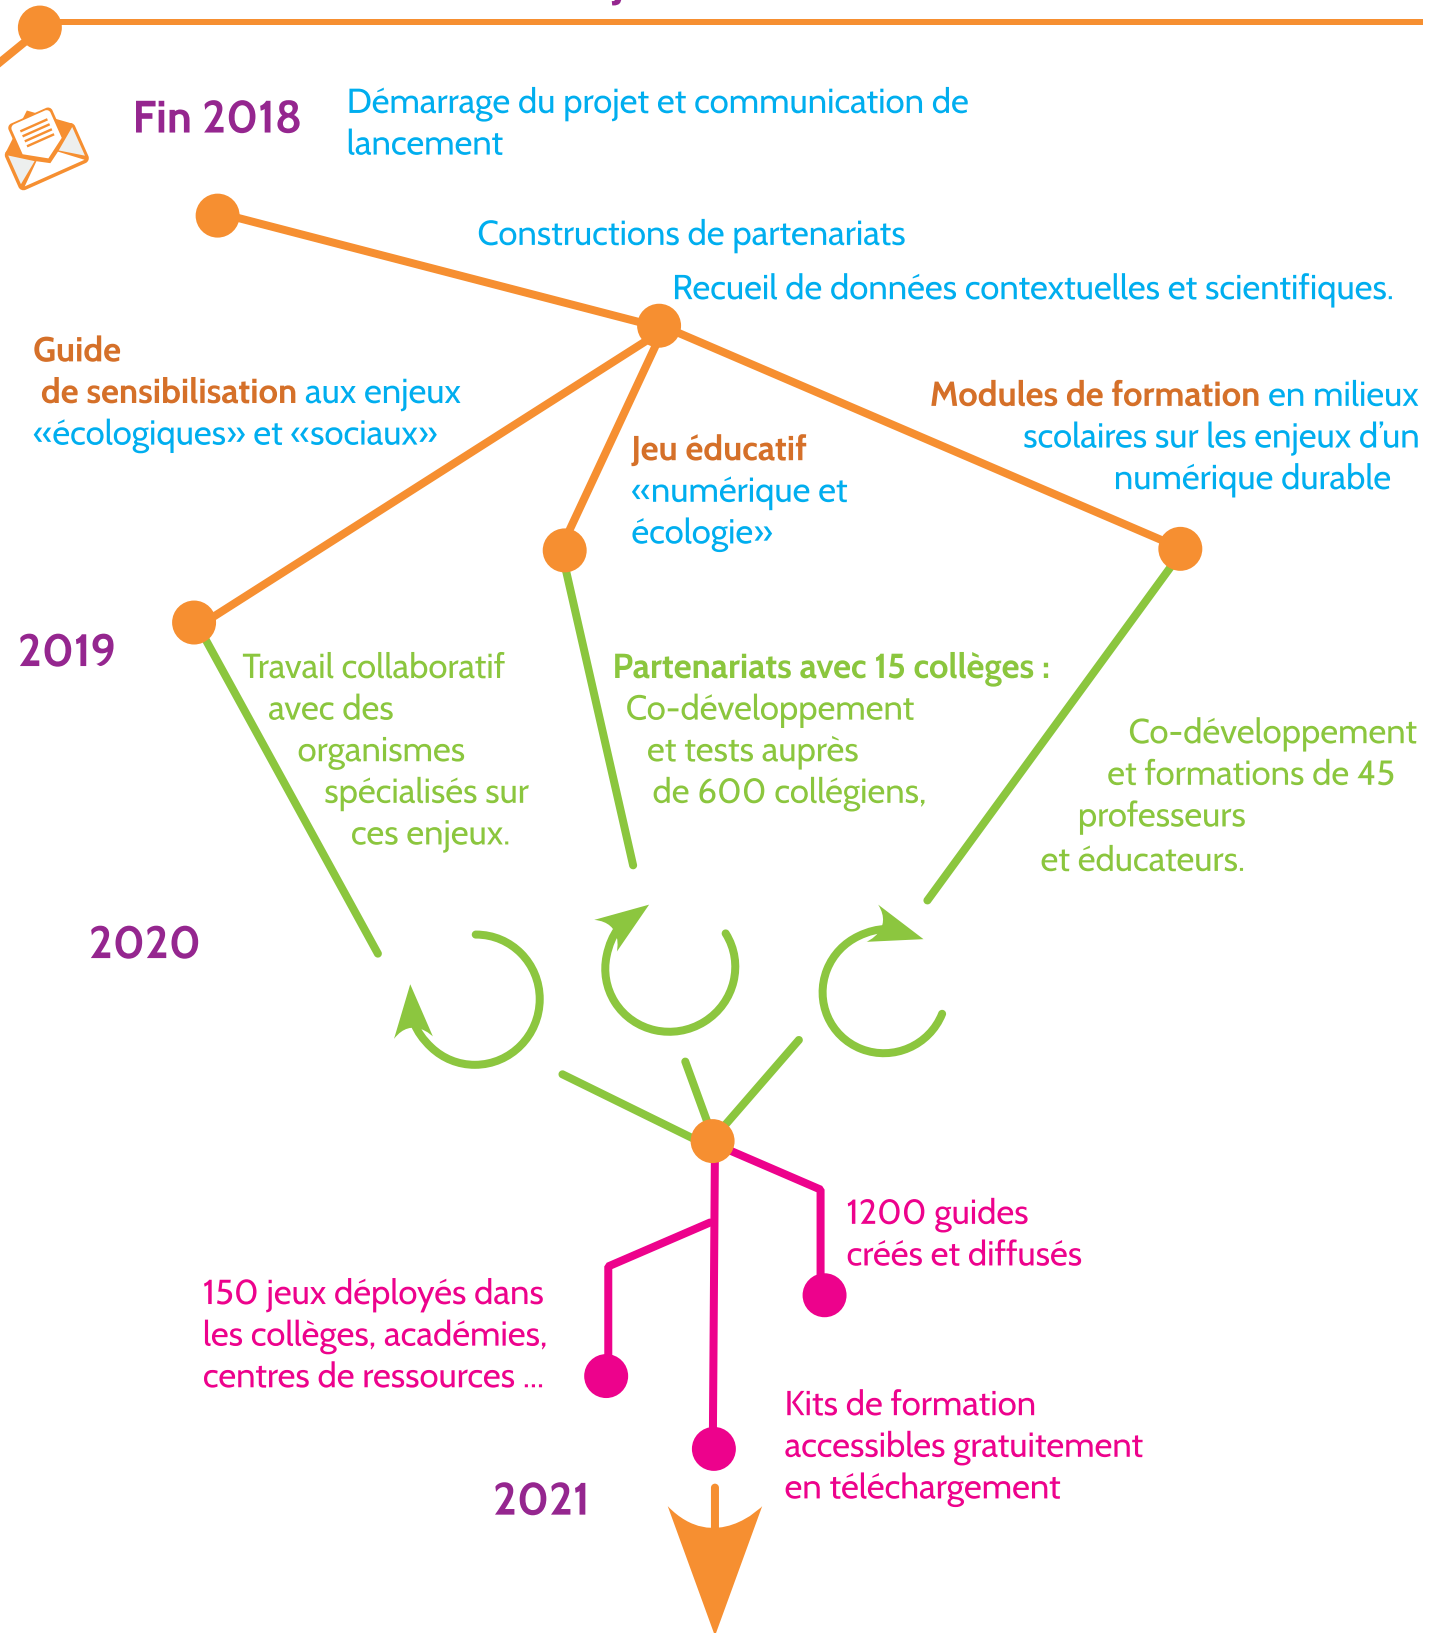 Fin 2018
Démarrage du projet et communication de
lancement
Constructions de partenariats
Recueil de données contextuelles et scientifiques.
Guide
de sensibilisation aux enjeux
«écologiques» et «sociaux»
Jeu éducatif
«numérique et
écologie»
Modules de formation en milieux
scolaires sur les enjeux d'un
numérique durable
2019
Travail collaboratif
avec des
organismes
spécialisés sur
ces enjeux.
Partenariats avec 15 collèges :
Co-développement
et tests auprès
de 600 collégiens,
Co-développement
et formations de 45
professeurs
et éducateurs.
2020
1200 guides
créés et diffusés
150 jeux déployés dans
les collèges, académies,
centres de ressources ...
Kits de formation
accessibles gratuitement
en téléchargement
2021